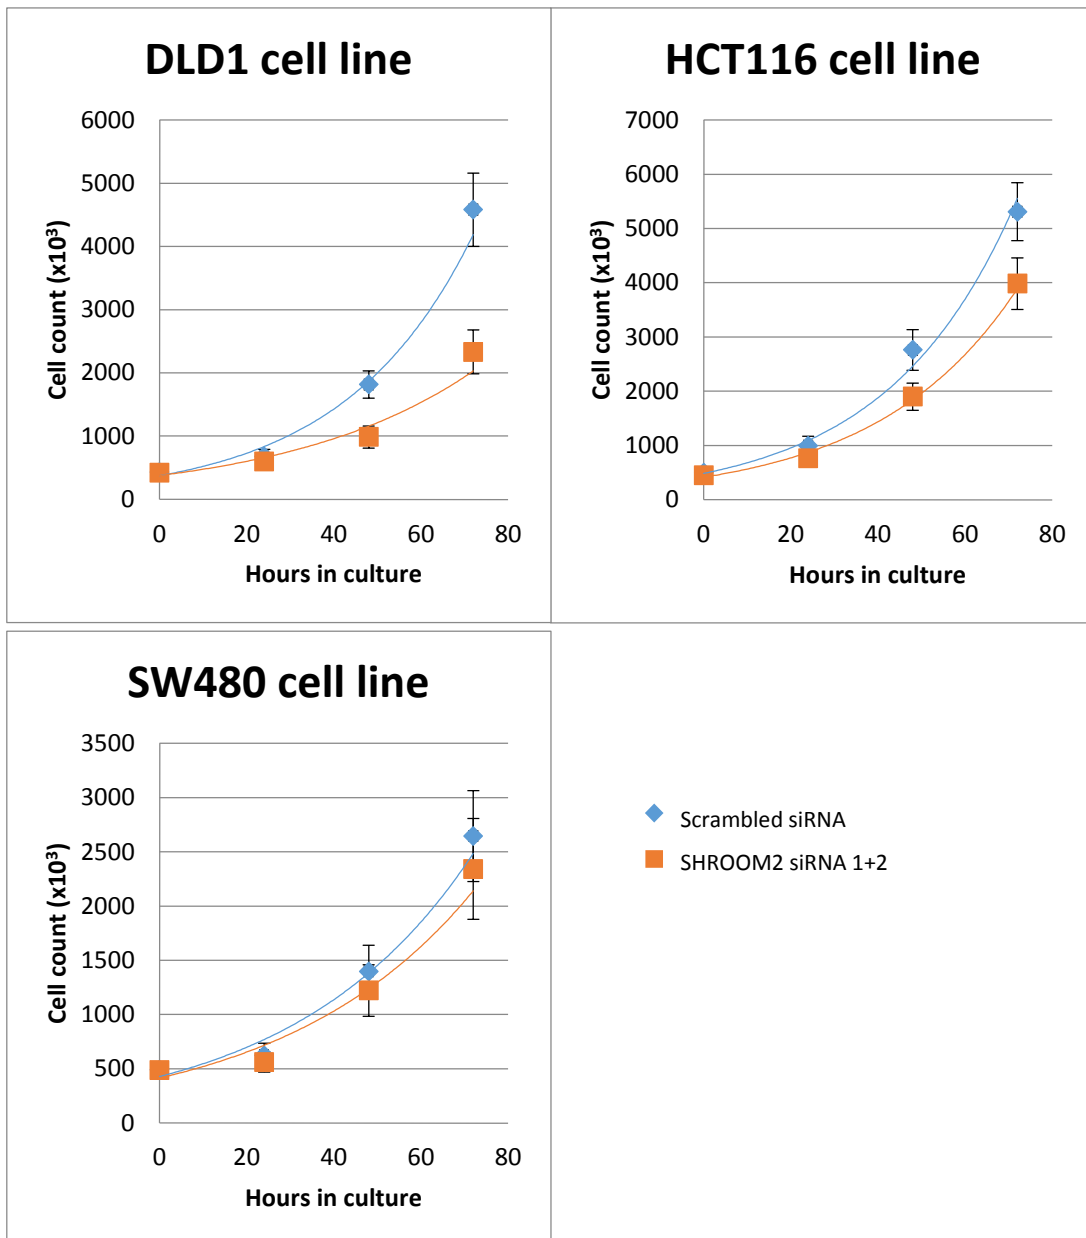 DLD1 cell line
6000
5000
4000
3000
2000
1000
0
Cell count (x10³)
0 20 40 60 80
Hours in culture
HCT116 cell line
7000
6000
5000
4000
3000
2000
1000
0
Cell count (x10³)
0 20 40 60 80
Hours in culture
SW480 cell line
3500
3000
2500
2000
1500
1000
500
0
Cell count (x10³)
0 20 40 60 80
Hours in culture
Scrambled siRNA
SHROOM2 siRNA 1+2